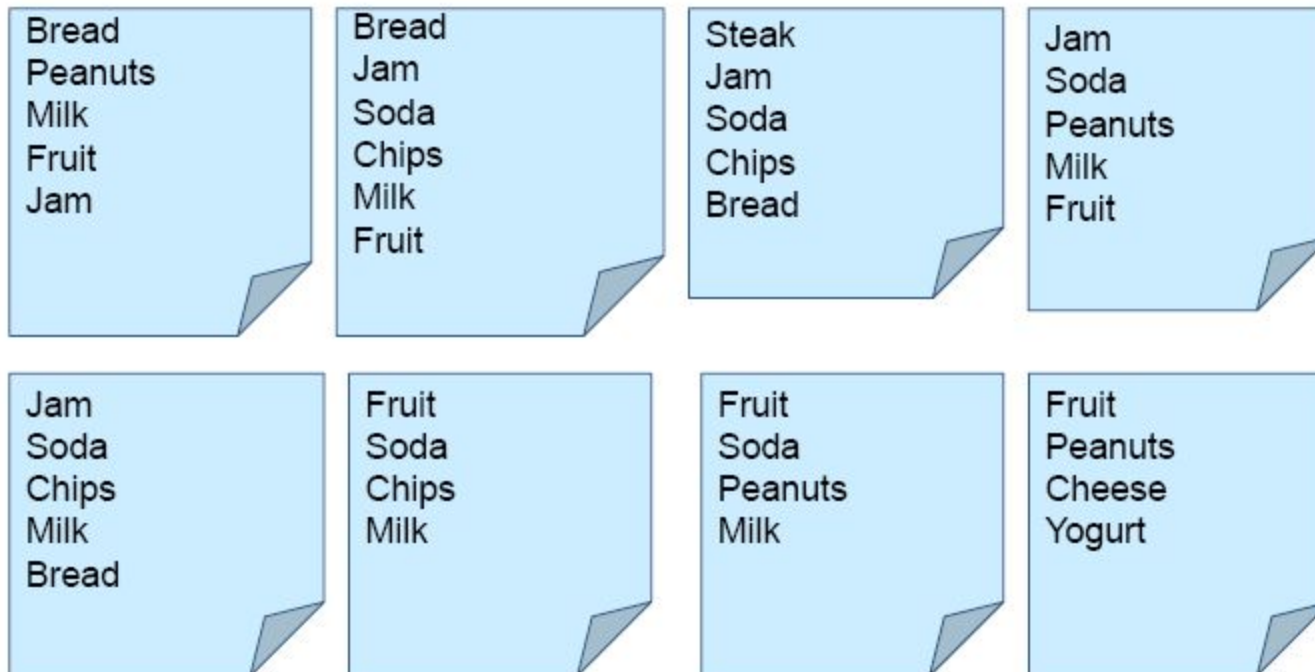 Bread
Peanuts
Milk
Fruit
Jam
Bread
Jam
Soda
Chips
Milk
Fruit
Steak
Jam
Soda
Chips
Bread
Jam
Soda
Peanuts
Milk
Fruit
Jam
Soda
Chips
Milk
Bread
Fruit
Soda
Chips
Milk
Fruit
Soda
Peanuts
Milk
Fruit
Peanuts
Cheese
Yogurt